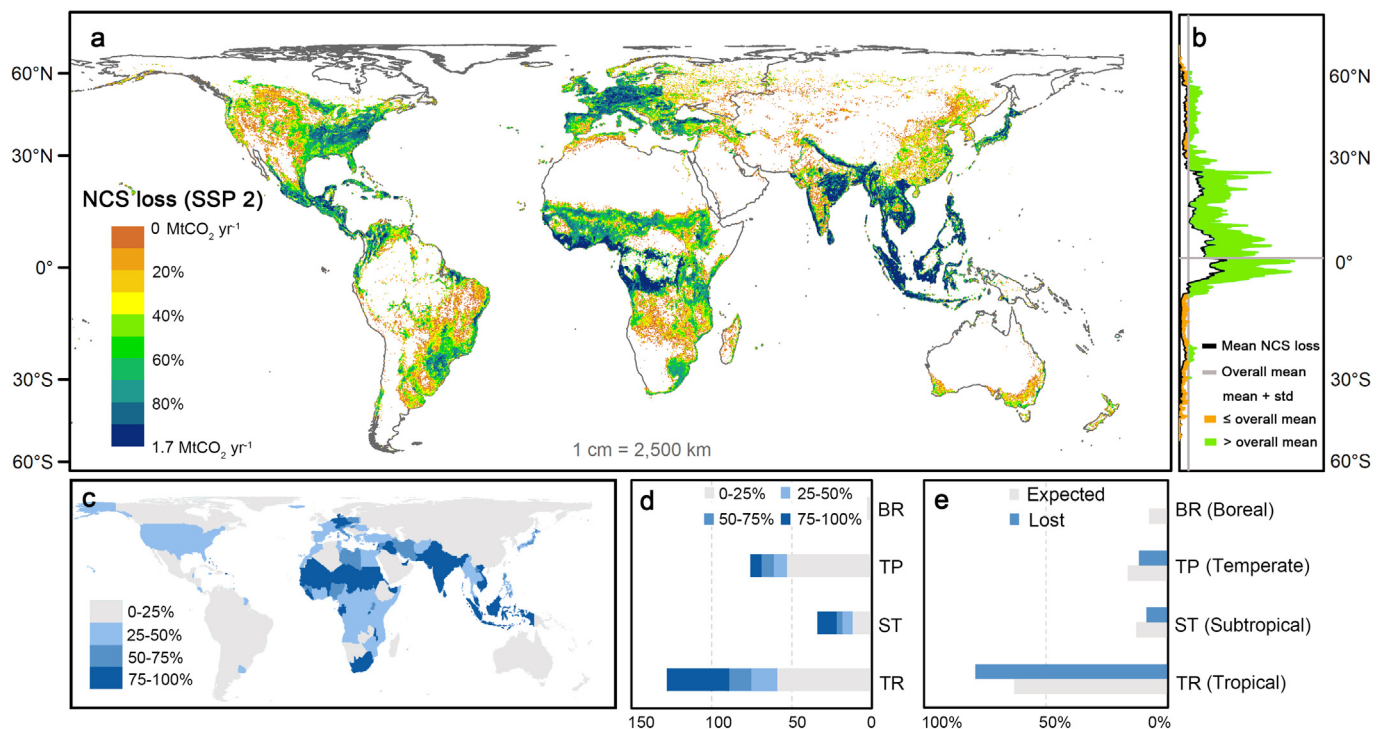 a
60°N
30°N
0°
30°S
60°S
NCS loss (SSP 2)
0 MtCO₂ yr⁻¹
20%
40%
60%
80%
1.7 MtCO₂ yr⁻¹
1 cm = 2,500 km
b
60°N
30°N
0°
30°S
60°S
Mean NCS loss
Overall mean
mean + std
≤ overall mean
> overall mean
c
0-25%
25-50%
50-75%
75-100%
d
0-25% 25-50%
50-75% 75-100%
BR
TP
ST
TR
150 100 50 0
e
Expected
Lost
BR (Boreal)
TP (Temperate)
ST (Subtropical)
TR (Tropical)
100% 50% 0%